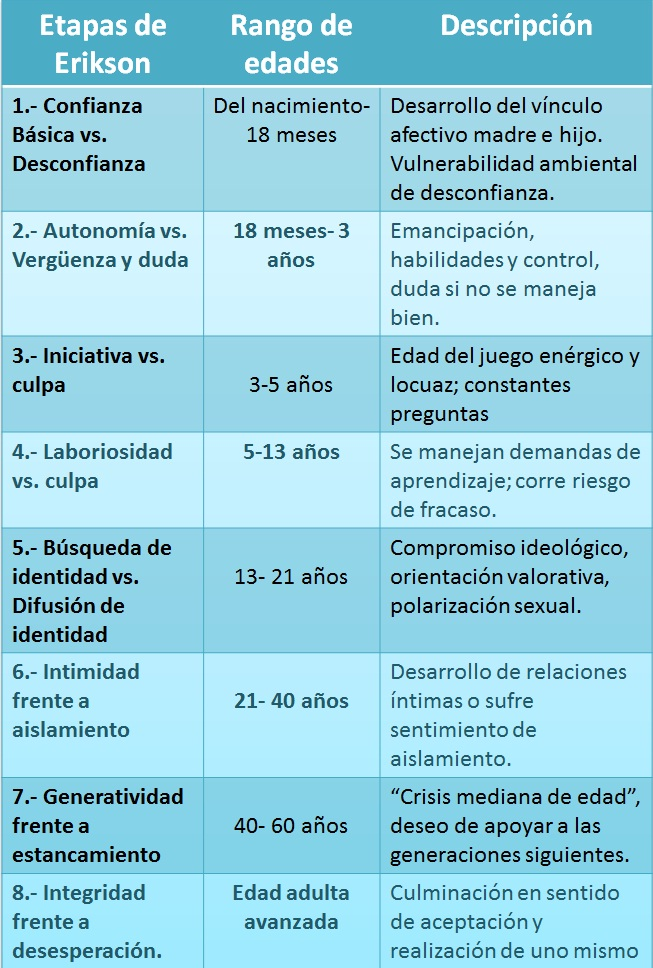 Etapas de
Erikson
Rango de
edades
Descripción
1.- Confianza
Básica vs.
Desconfianza
Del nacimiento-
18 meses
Desarrollo del vínculo
afectivo madre e hijo.
Vulnerabilidad ambiental
de desconfianza.
2.- Autonomía vs.
Vergüenza y duda
18 meses- 3
años
Emancipación,
habilidades y control,
duda si no se maneja
bien.
3.- Iniciativa vs.
culpa
3-5 años
Edad del juego enérgico y
locuaz; constantes
preguntas
4.- Laboriosidad
vs. culpa
5-13 años
Se manejan demandas de
aprendizaje; corre riesgo
de fracaso.
5.- Búsqueda de
identidad vs.
Difusión de
identidad
13- 21 años
Compromiso ideológico,
orientación valorativa,
polarización sexual.
6.- Intimidad
frente a
aislamiento
21- 40 años
Desarrollo de relaciones
íntimas o sufre
sentimiento de
aislamiento.
7.- Generatividad
frente a
estancamiento
40- 60 años
“Crisis mediana de edad”,
deseo de apoyar a las
generaciones siguientes.
8.- Integridad
frente a
desesperación.
Edad adulta
avanzada
Culminación en sentido
de aceptación y
realización de uno mismo